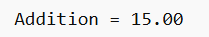 Addition = 15.00